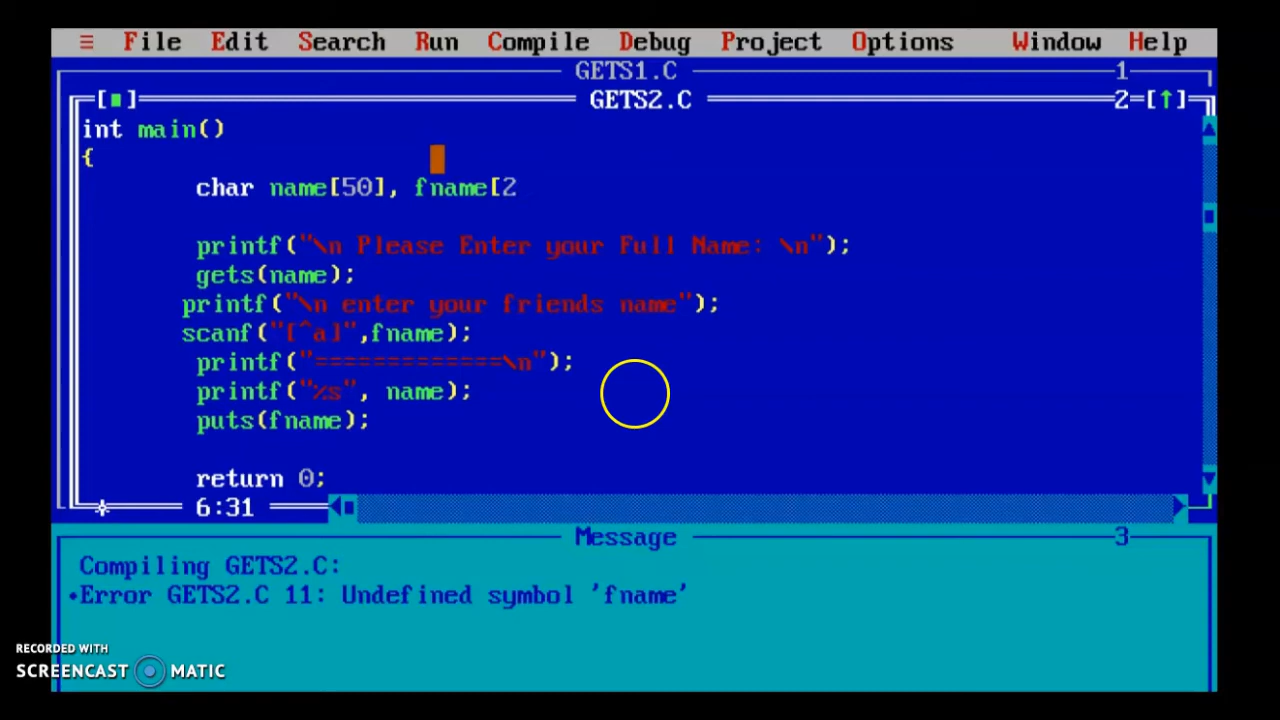 ≡ File Edit Search Run Compile Debug Project Options Window Help
GETS1.C 1
[■] GETS2.C 2=[↑]
int main()
{
char name[50], fname[2
printf("\n Please Enter your Full Name: \n");
gets(name);
printf("\n enter your friends name");
scanf("[^a]",fname);
printf("=============\n");
printf("%s", name);
puts(fname);
return 0;
6:31
Message 3
Compiling GETS2.C:
•Error GETS2.C 11: Undefined symbol 'fname'
RECORDED WITH
SCREENCAST MATIC